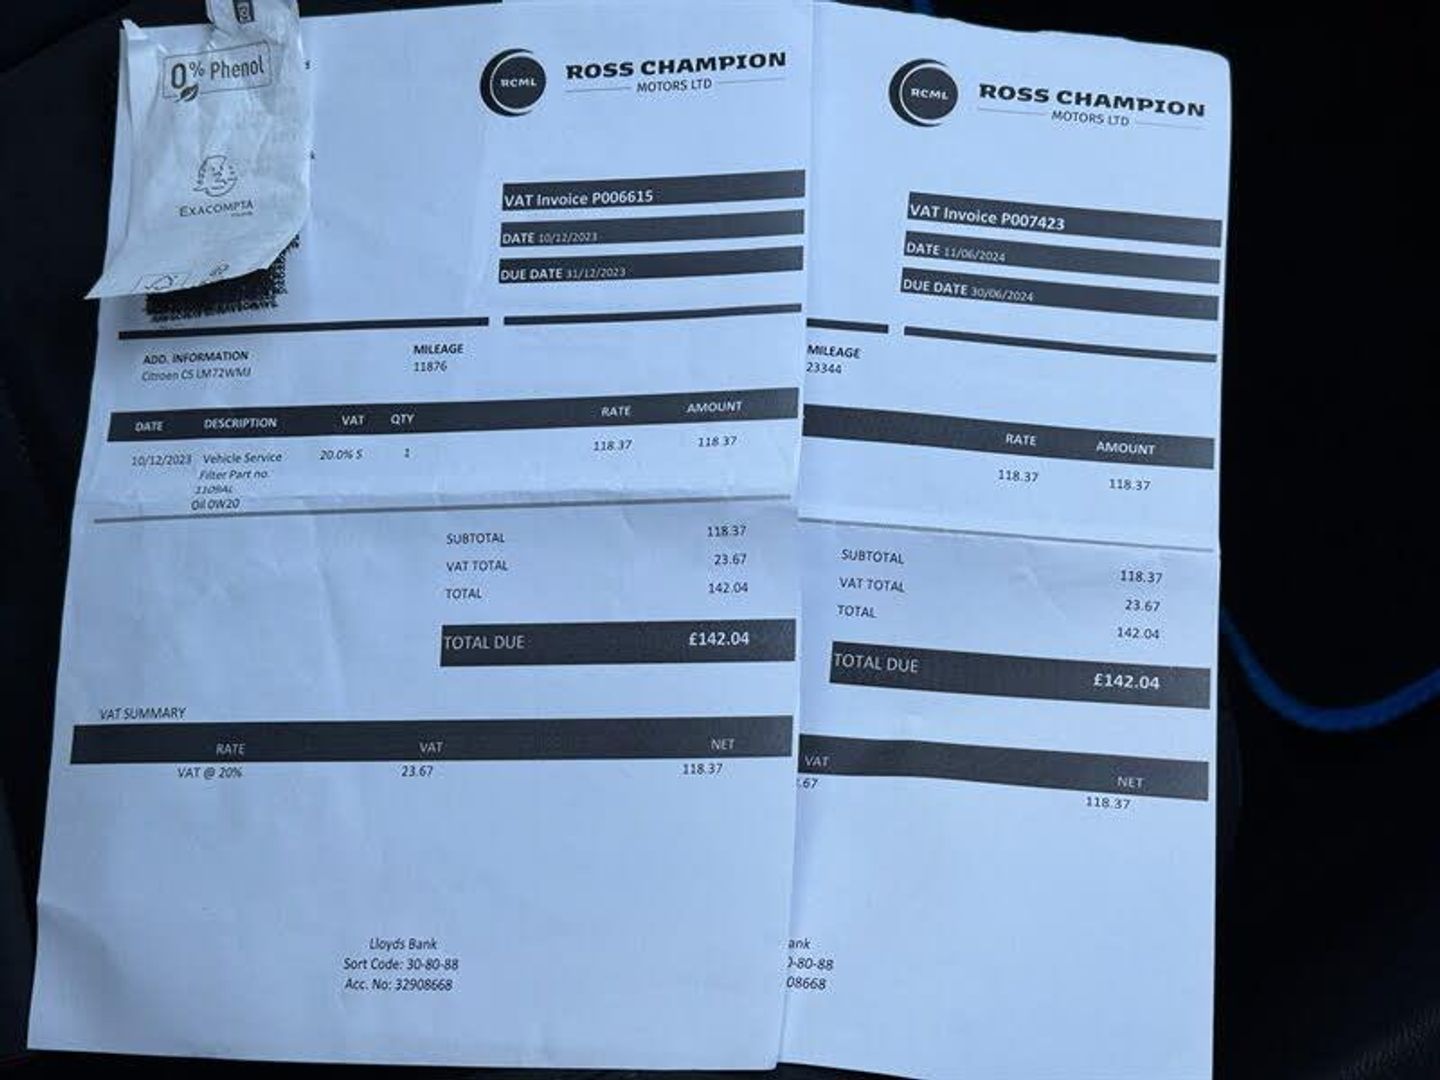 0% Phenol
EXACOMPTA
RCML
ROSS CHAMPION
MOTORS LTD
VAT Invoice P006615
DATE 10/12/2023
DUE DATE 31/12/2023
ADD. INFORMATION
Citroen C5 LM72WMJ
MILEAGE
11876
DATE DESCRIPTION VAT QTY RATE AMOUNT
10/12/2023 Vehicle Service 20.0% S 1 118.37 118.37
Filter Part no.
1109AL
Oil 0W20
SUBTOTAL 118.37
VAT TOTAL 23.67
TOTAL 142.04
TOTAL DUE £142.04
VAT SUMMARY
RATE VAT NET
VAT @ 20% 23.67 118.37
Lloyds Bank
Sort Code: 30-80-88
Acc. No: 32908668
RCML
ROSS CHAMPION
MOTORS LTD
VAT Invoice P007423
DATE 11/06/2024
DUE DATE 30/06/2024
MILEAGE
23344
RATE AMOUNT
118.37 118.37
SUBTOTAL 118.37
VAT TOTAL 23.67
TOTAL 142.04
TOTAL DUE £142.04
VAT NET
.67 118.37
ank
-80-88
08668